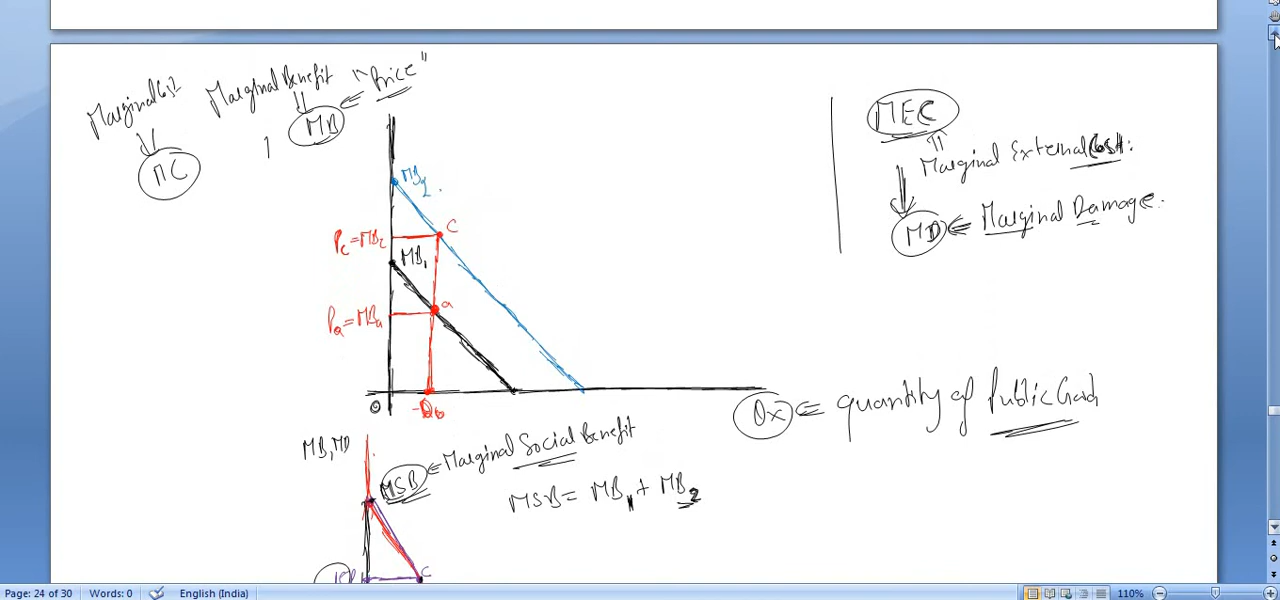 Marginal Cost
MC
Marginal Benefit
MB ⇐ "Price"
MEC
Marginal External Cost.
MD ⇐ Marginal Damage.
MB2
C
Pc=MB2
MB1
a
Pa=MBa
0
Qx ⇐ quantity of Public Good
MB, MD
MSB ⇐ Marginal Social Benefit
MSB = MB1 + MB2
C
Page: 24 of 30 Words: 0 English (India) 110%